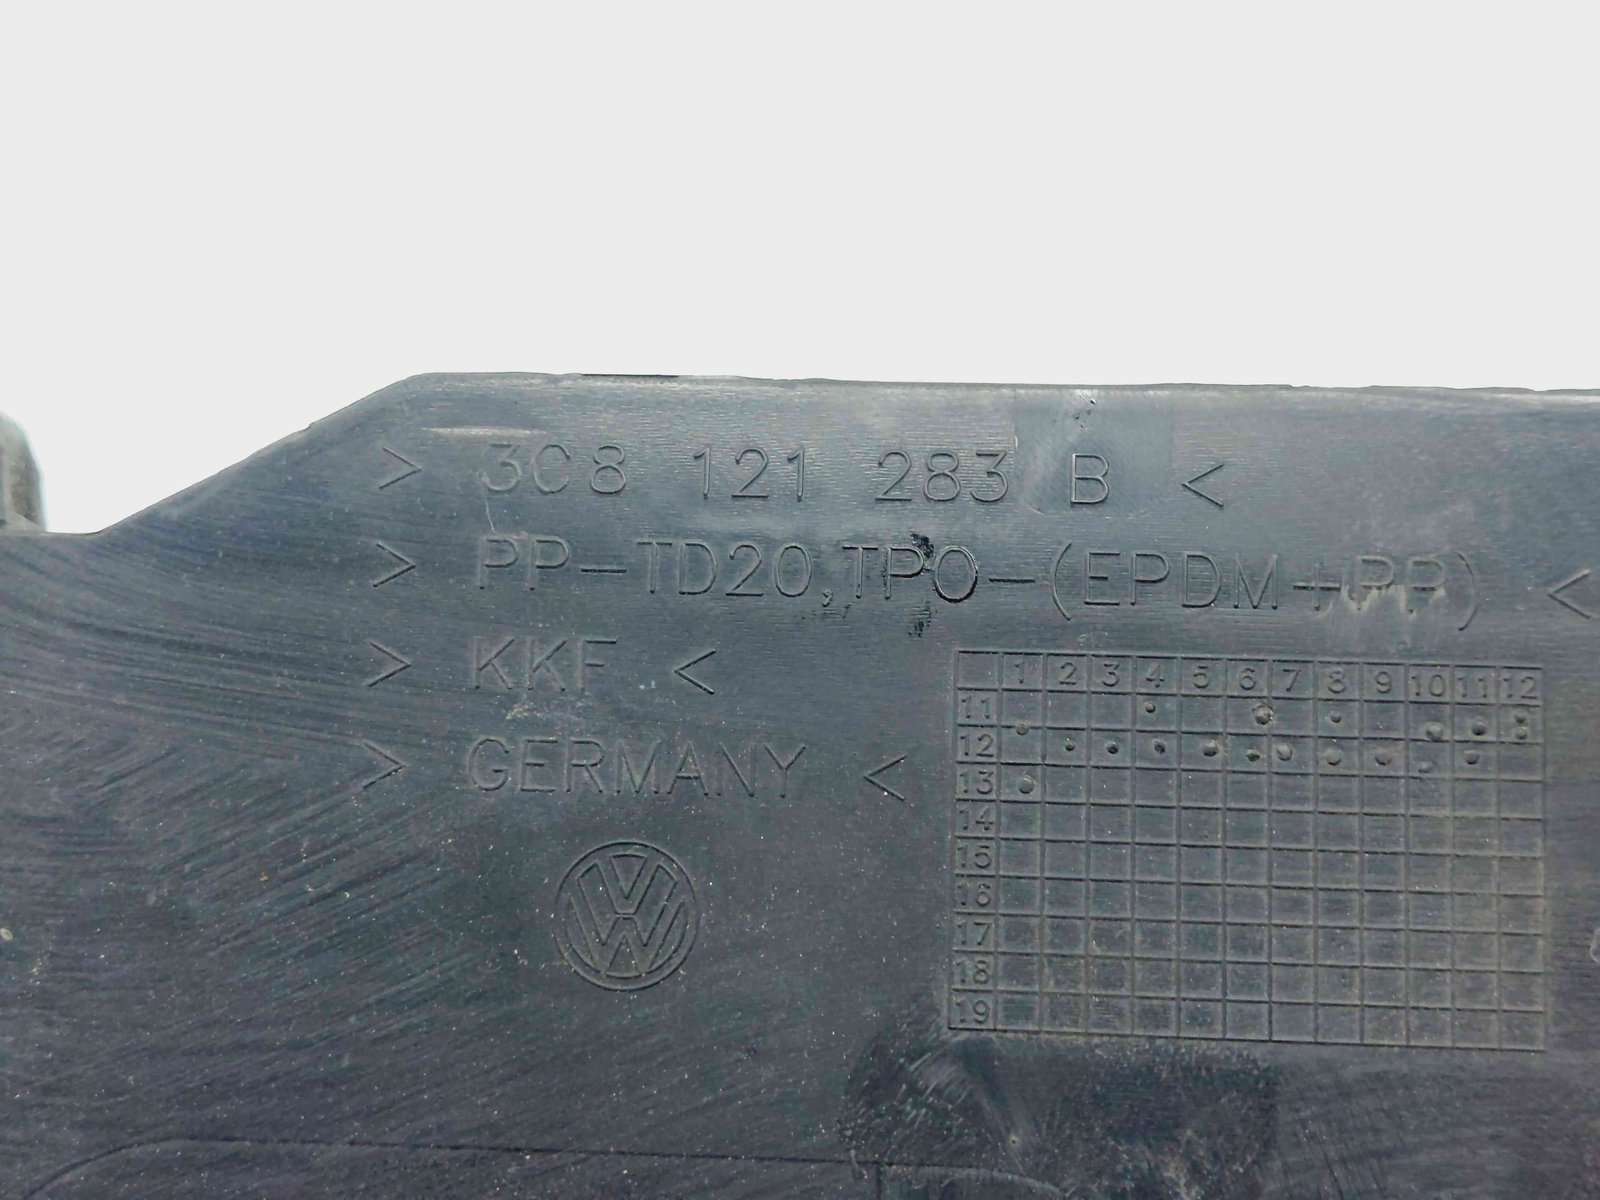 > 3C8 121 283 B <
> PP-TD20,TPO-(EPDM+PP) <
> KKF <
> GERMANY <
VW
1 2 3 4 5 6 7 8 9 10 11 12
11
12
13
14
15
16
17
18
19